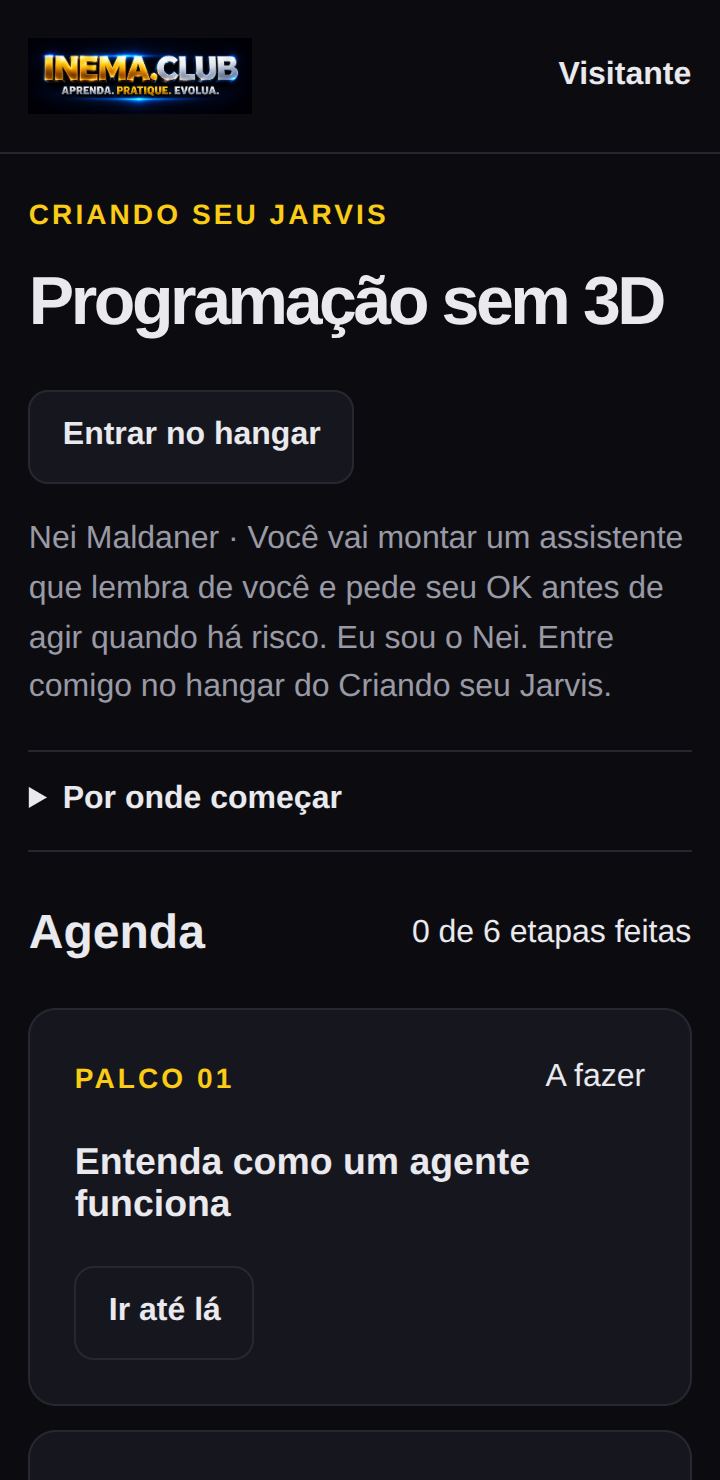 INEMA.CLUB
APRENDA. PRATIQUE. EVOLUA.
Visitante
CRIANDO SEU JARVIS
Programação sem 3D
Entrar no hangar
Nei Maldaner · Você vai montar um assistente
que lembra de você e pede seu OK antes de
agir quando há risco. Eu sou o Nei. Entre
comigo no hangar do Criando seu Jarvis.
Por onde começar
Agenda
0 de 6 etapas feitas
PALCO 01
A fazer
Entenda como um agente
funciona
Ir até lá